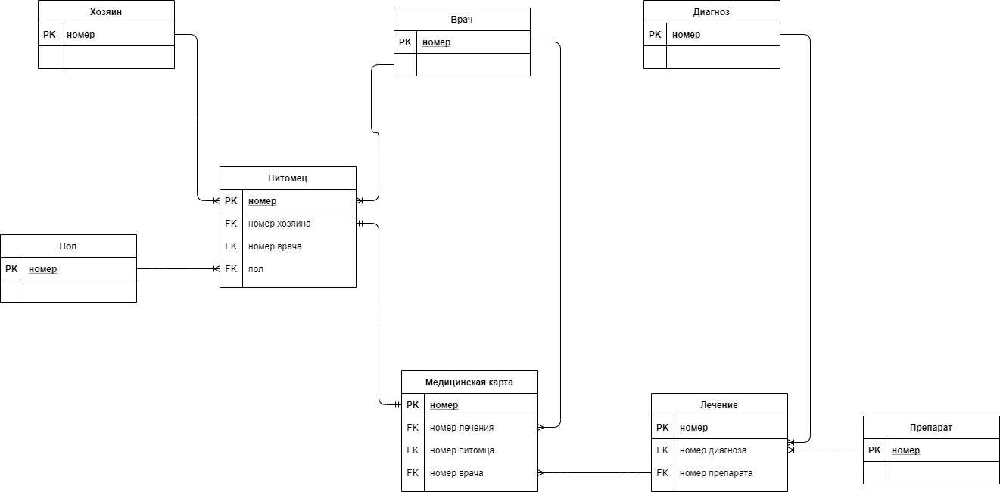 Хозяин
PK номер
Врач
PK номер
Диагноз
PK номер
Питомец
PK номер
FK номер хозяина
FK номер врача
FK пол
Пол
PK номер
Медицинская карта
PK номер
FK номер лечения
FK номер питомца
FK номер врача
Лечение
PK номер
FK номер диагноза
FK номер препарата
Препарат
PK номер